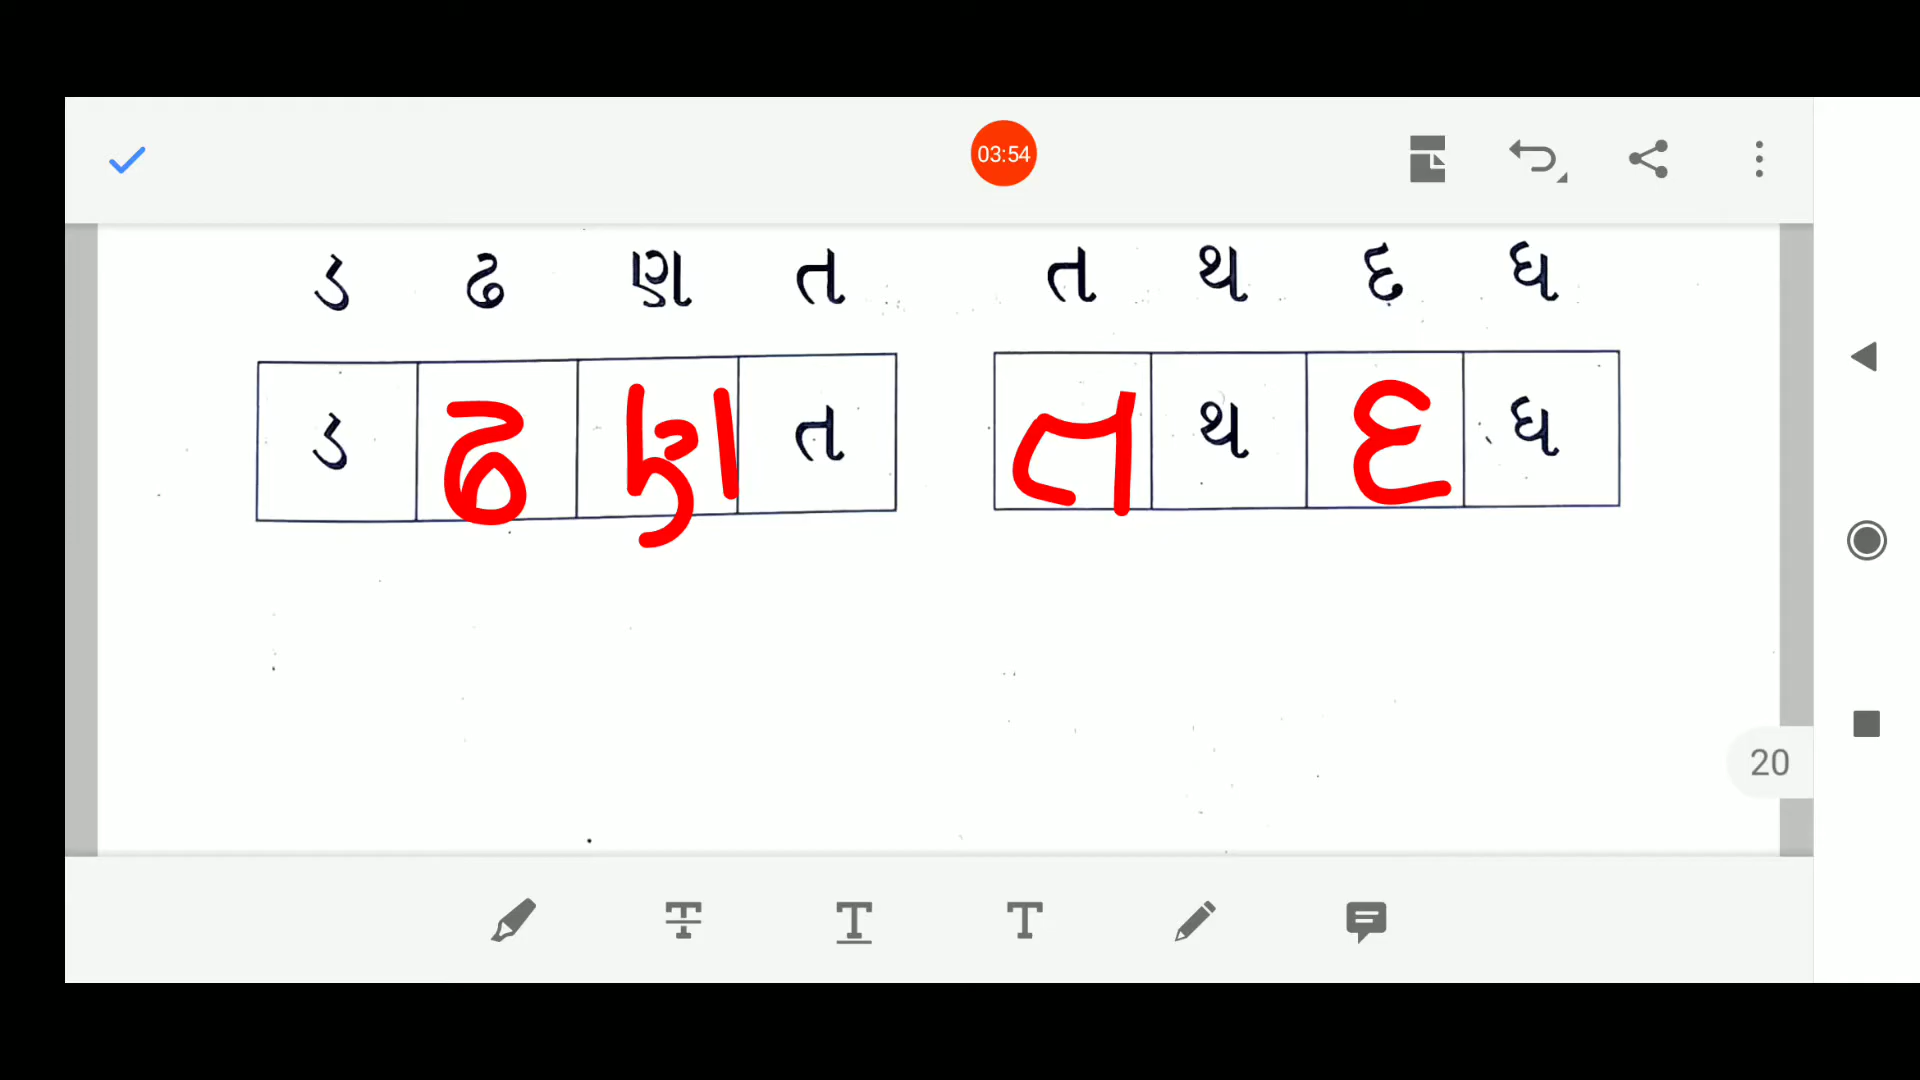 03:54
ડ ઢ ણ ત ત થ દ ધ
ડ ઢ ણ ત ત થ દ ધ
20